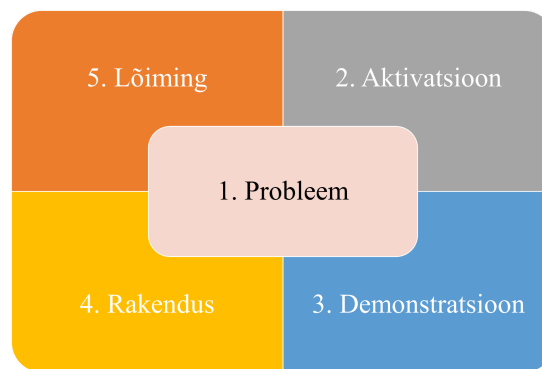 5. Lõiming
2. Aktivatsioon
1. Probleem
4. Rakendus
3. Demonstratsioon